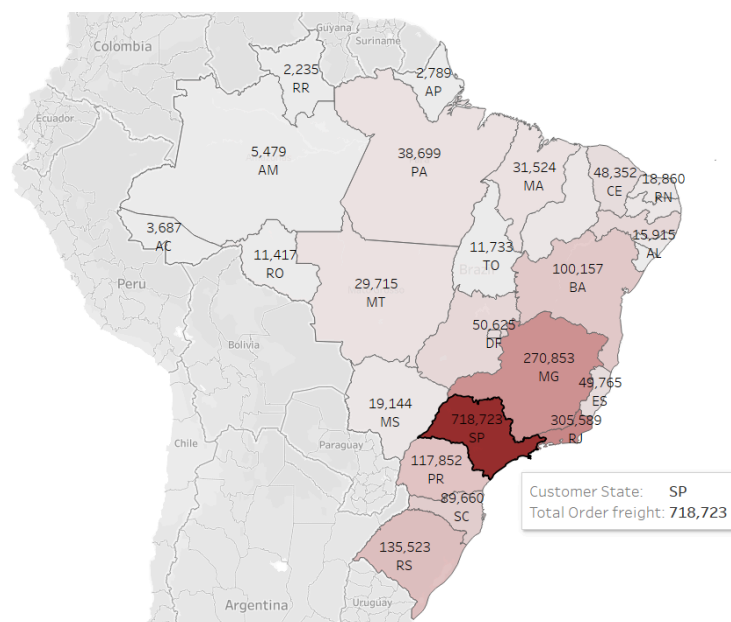 Guyana
Suriname
Colombia
2,235
RR
2,789
AP
Ecuador
5,479
AM
38,699
PA
31,524
MA
48,352
CE
18,860
RN
3,687
AC
11,417
RO
11,733
TO
15,915
AL
Brazil
100,157
BA
Peru
29,715
MT
50,625
DF
Bolivia
270,853
MG
49,765
ES
19,144
MS
718,723
SP
305,589
RJ
Chile
Paraguay
117,852
PR
89,660
SC
Customer State: SP
Total Order freight: 718,723
135,523
RS
Argentina
Uruguay